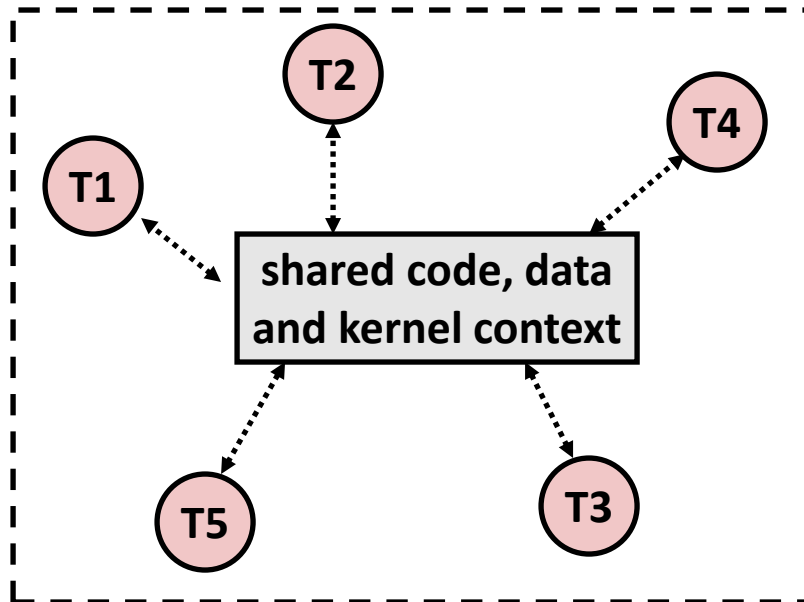 T2
T4
T1
shared code, data
and kernel context
T5
T3